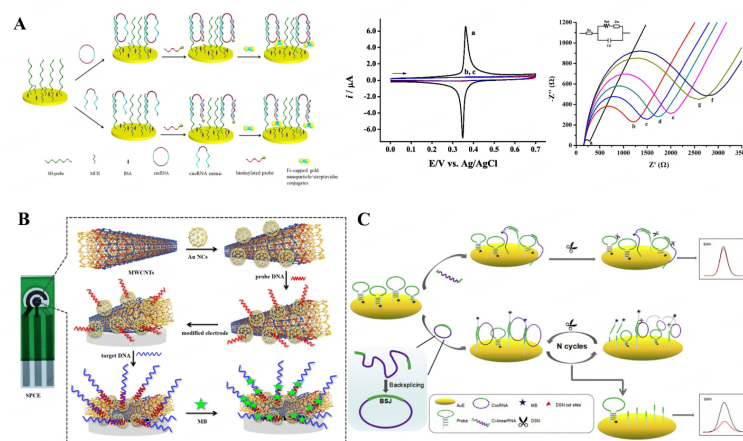 A
SH-probe
MCH
BSA
circRNA
circRNA mimic
biotinylated probe
Fc-capped gold
nanoparticle/streptavidin
conjugates
a
b, c
i / μA
6.0
4.0
2.0
0.0
-2.0
-4.0
-6.0
0.0 0.1 0.2 0.3 0.4 0.5 0.6 0.7
E/V vs. Ag/AgCl
-Z'' (Ω)
1200
1000
800
600
400
200
0
b
c
d
e
g
f
0 500 1000 1500 2000 2500 3000 3500
Z' (Ω)
B
MWCNTs
Au NCs
probe DNA
modified electrode
target DNA
MB
SPCE
C
SWV
N cycles
Backsplicing
BSJ
AuE
CircRNA
MB
DSN cut sites
Probe
Co-linearRNA
DSN
SWV